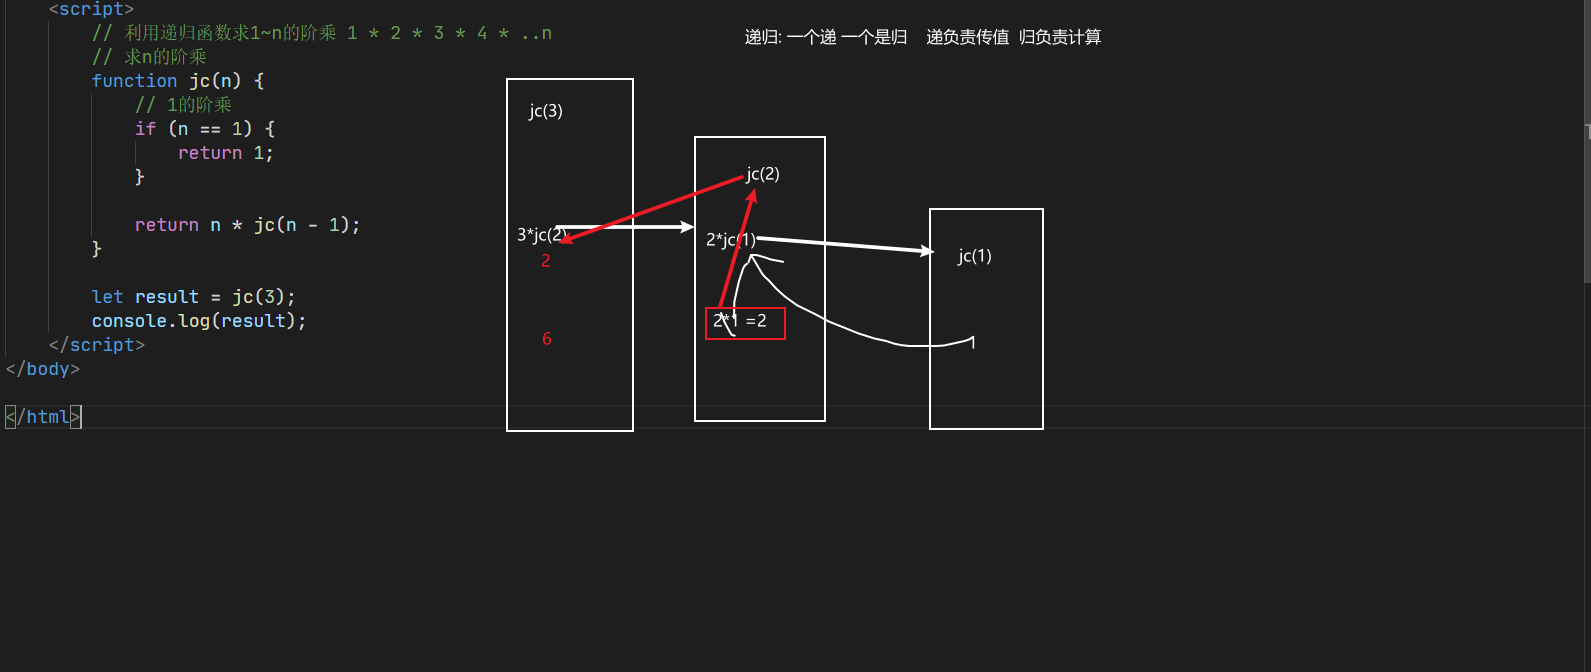 <script>
// 利用递归函数求1~n的阶乘 1 * 2 * 3 * 4 * ..n
// 求n的阶乘
function jc(n) {
// 1的阶乘
if (n == 1) {
return 1;
}
return n * jc(n - 1);
}
let result = jc(3);
console.log(result);
</script>
</body>
</html>
递归: 一个递 一个是归 递负责传值 归负责计算
jc(3)
3*jc(2)
2
6
jc(2)
2*jc(1)
2*1 =2
jc(1)
1